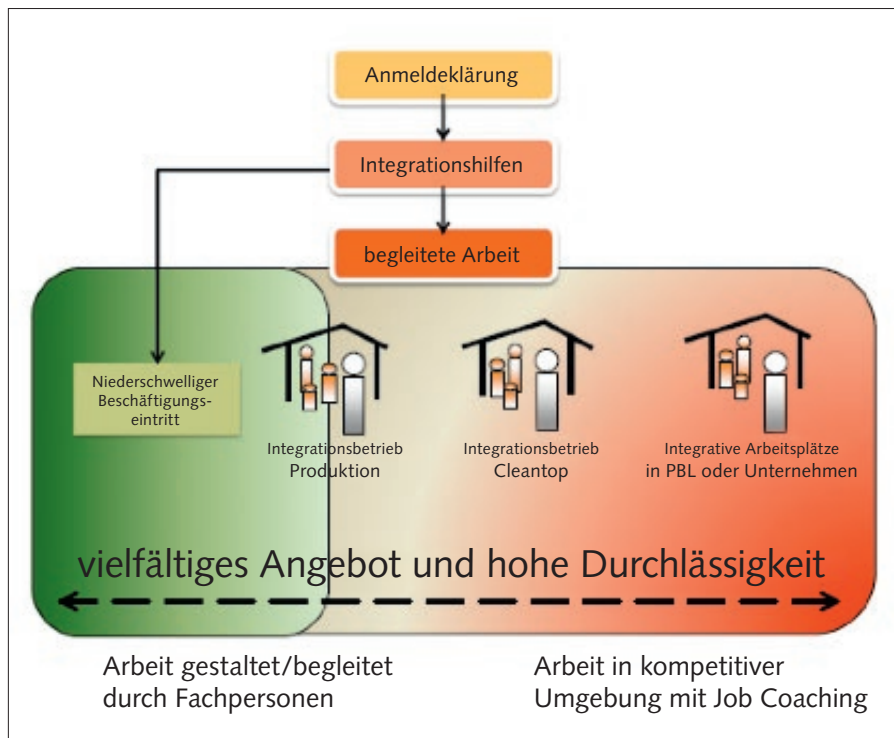 Anmeldeklärung
Integrationshilfen
begleitete Arbeit
Niederschwelliger
Beschäftigungs-
eintritt
Integrationsbetrieb
Produktion
Integrationsbetrieb
Cleantop
Integrative Arbeitsplätze
in PBL oder Unternehmen
vielfältiges Angebot und hohe Durchlässigkeit
Arbeit gestaltet/begleitet
durch Fachpersonen
Arbeit in kompetitiver
Umgebung mit Job Coaching